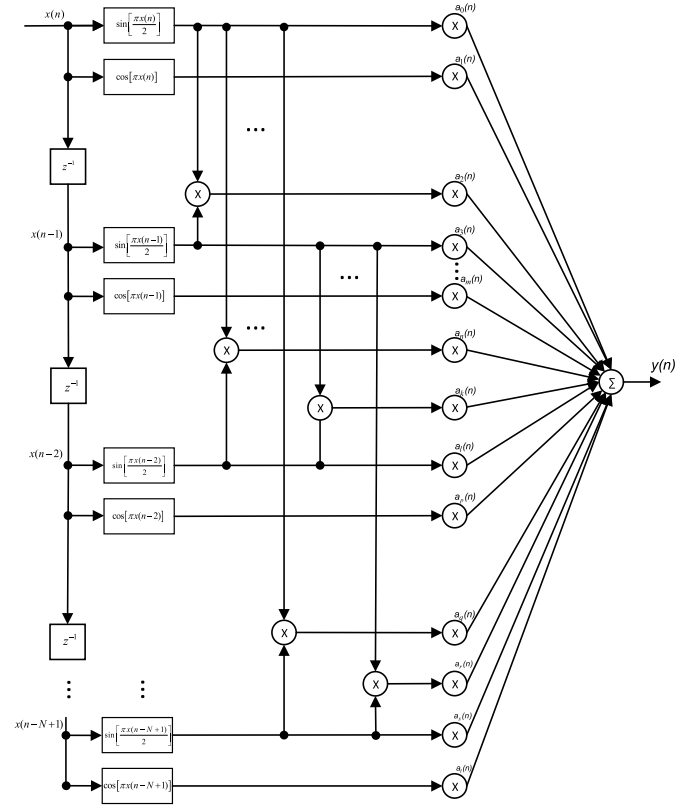 x(n)
sin[πx(n)/2]
X
a₀(n)
cos[πx(n)]
X
a₁(n)
...
z⁻¹
X
X
a₂(n)
x(n−1)
sin[πx(n−1)/2]
X
a₃(n)
...
cos[πx(n−1)]
X
aₘ(n)
...
X
X
z⁻¹
X
X
y(n)
Σ
x(n−2)
sin[πx(n−2)/2]
X
cos[πx(n−2)]
X
z⁻¹
X
X
X
X
x(n−N+1)
sin[πx(n−N+1)/2]
X
cos[πx(n−N+1)]
X